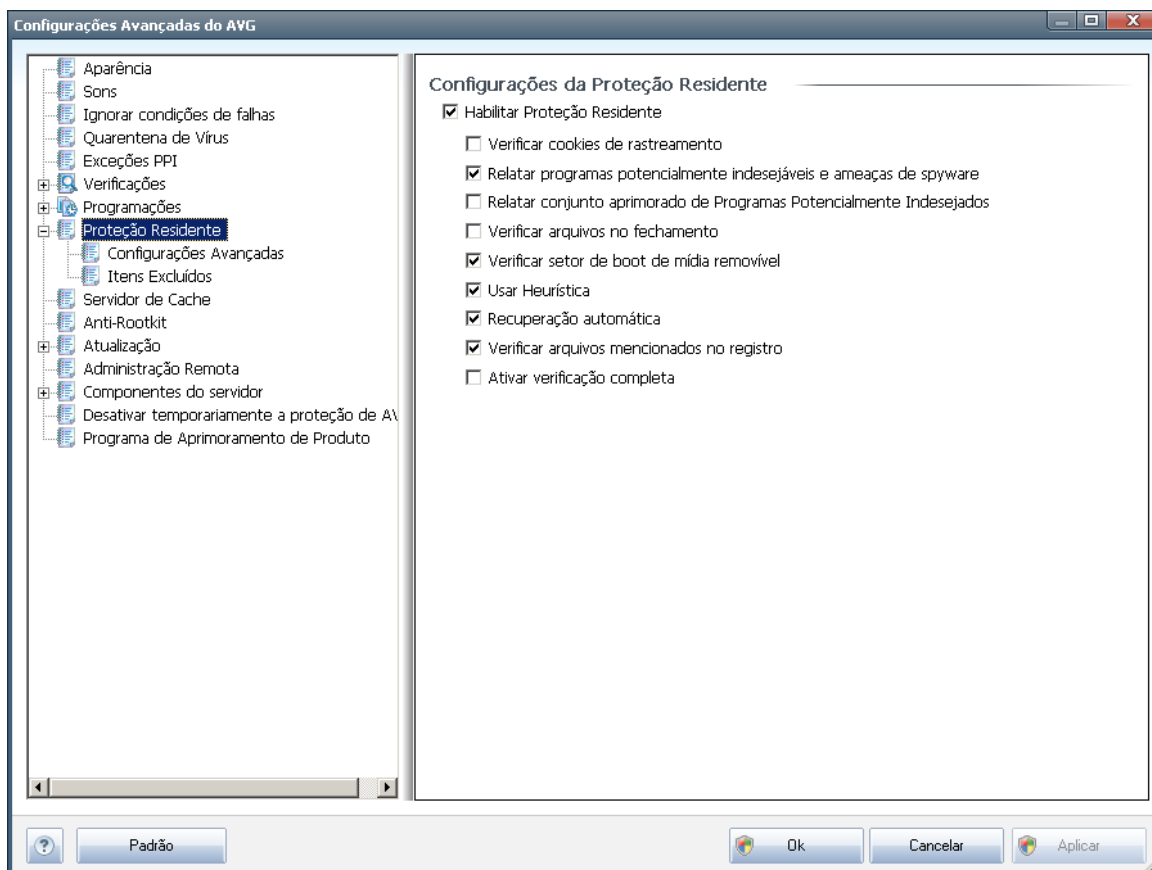 Configurações Avançadas do AVG
Aparência
Sons
Ignorar condições de falhas
Quarentena de Vírus
Exceções PPI
Verificações
Programações
Proteção Residente
Configurações Avançadas
Itens Excluídos
Servidor de Cache
Anti-Rootkit
Atualização
Administração Remota
Componentes do servidor
Desativar temporariamente a proteção de
Programa de Aprimoramento de Produto
Configurações da Proteção Residente
Habilitar Proteção Residente
Verificar cookies de rastreamento
Relatar programas potencialmente indesejáveis e ameaças de spyware
Relatar conjunto aprimorado de Programas Potencialmente Indesejados
Verificar arquivos no fechamento
Verificar setor de boot de mídia removível
Usar Heurística
Recuperação automática
Verificar arquivos mencionados no registro
Ativar verificação completa
? Padrão Ok Cancelar Aplicar